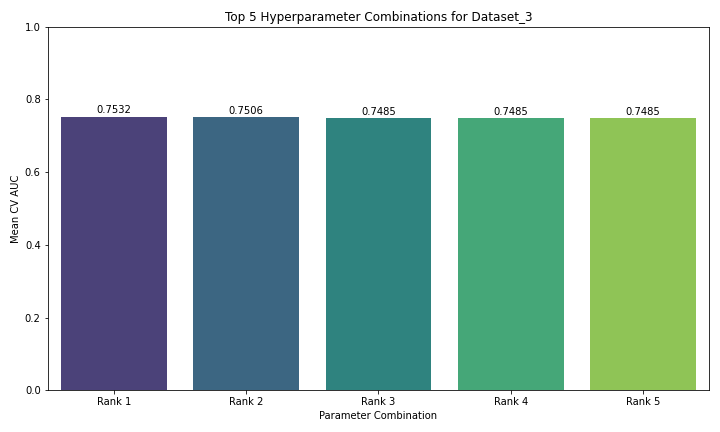 Top 5 Hyperparameter Combinations for Dataset_3
1.0
0.8
0.6
0.4
0.2
0.0
Mean CV AUC
0.7532 0.7506 0.7485 0.7485 0.7485
Rank 1 Rank 2 Rank 3 Rank 4 Rank 5
Parameter Combination